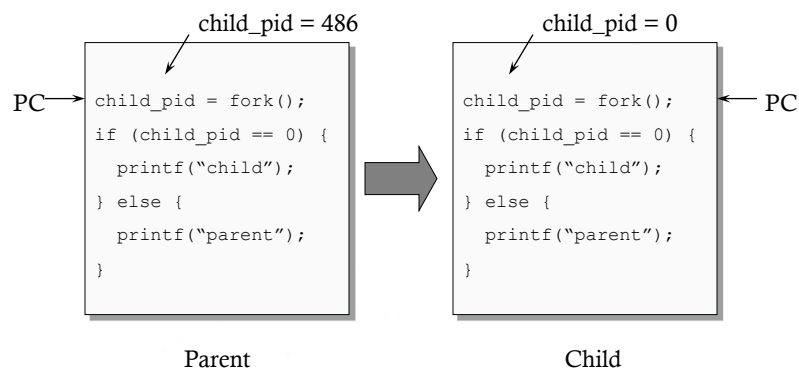 child_pid = 486
child_pid = 0
PC
child_pid = fork();
if (child_pid == 0) {
printf(“child”);
} else {
printf(“parent”);
}
child_pid = fork();
if (child_pid == 0) {
printf(“child”);
} else {
printf(“parent”);
}
PC
Parent
Child